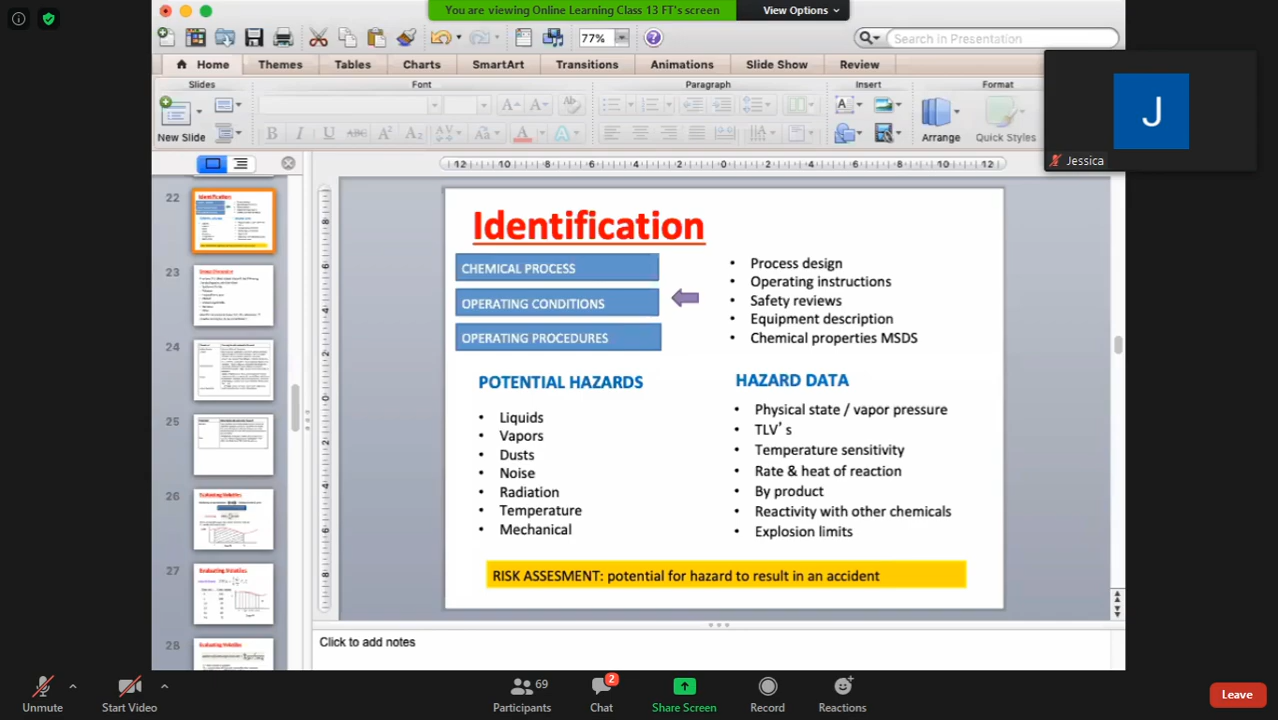 You are viewing Online Learning Class 13 FT's screen
View Options
77%
Search in Presentation
Home
Themes
Tables
Charts
SmartArt
Transitions
Animations
Slide Show
Review
Slides
Font
Paragraph
Insert
Format
New Slide
Arrange
Quick Styles
J
Jessica
22
23
24
25
26
27
28
Identification
CHEMICAL PROCESS
OPERATING CONDITIONS
OPERATING PROCEDURES
• Process design
• Operating instructions
• Safety reviews
• Equipment description
• Chemical properties MSDS
POTENTIAL HAZARDS
• Liquids
• Vapors
• Dusts
• Noise
• Radiation
• Temperature
• Mechanical
HAZARD DATA
• Physical state / vapor pressure
• TLV's
• Temperature sensitivity
• Rate & heat of reaction
• By product
• Reactivity with other chemicals
• Explosion limits
RISK ASSESMENT: potential for hazard to result in an accident
Click to add notes
Unmute
Start Video
69
Participants
2
Chat
Share Screen
Record
Reactions
Leave